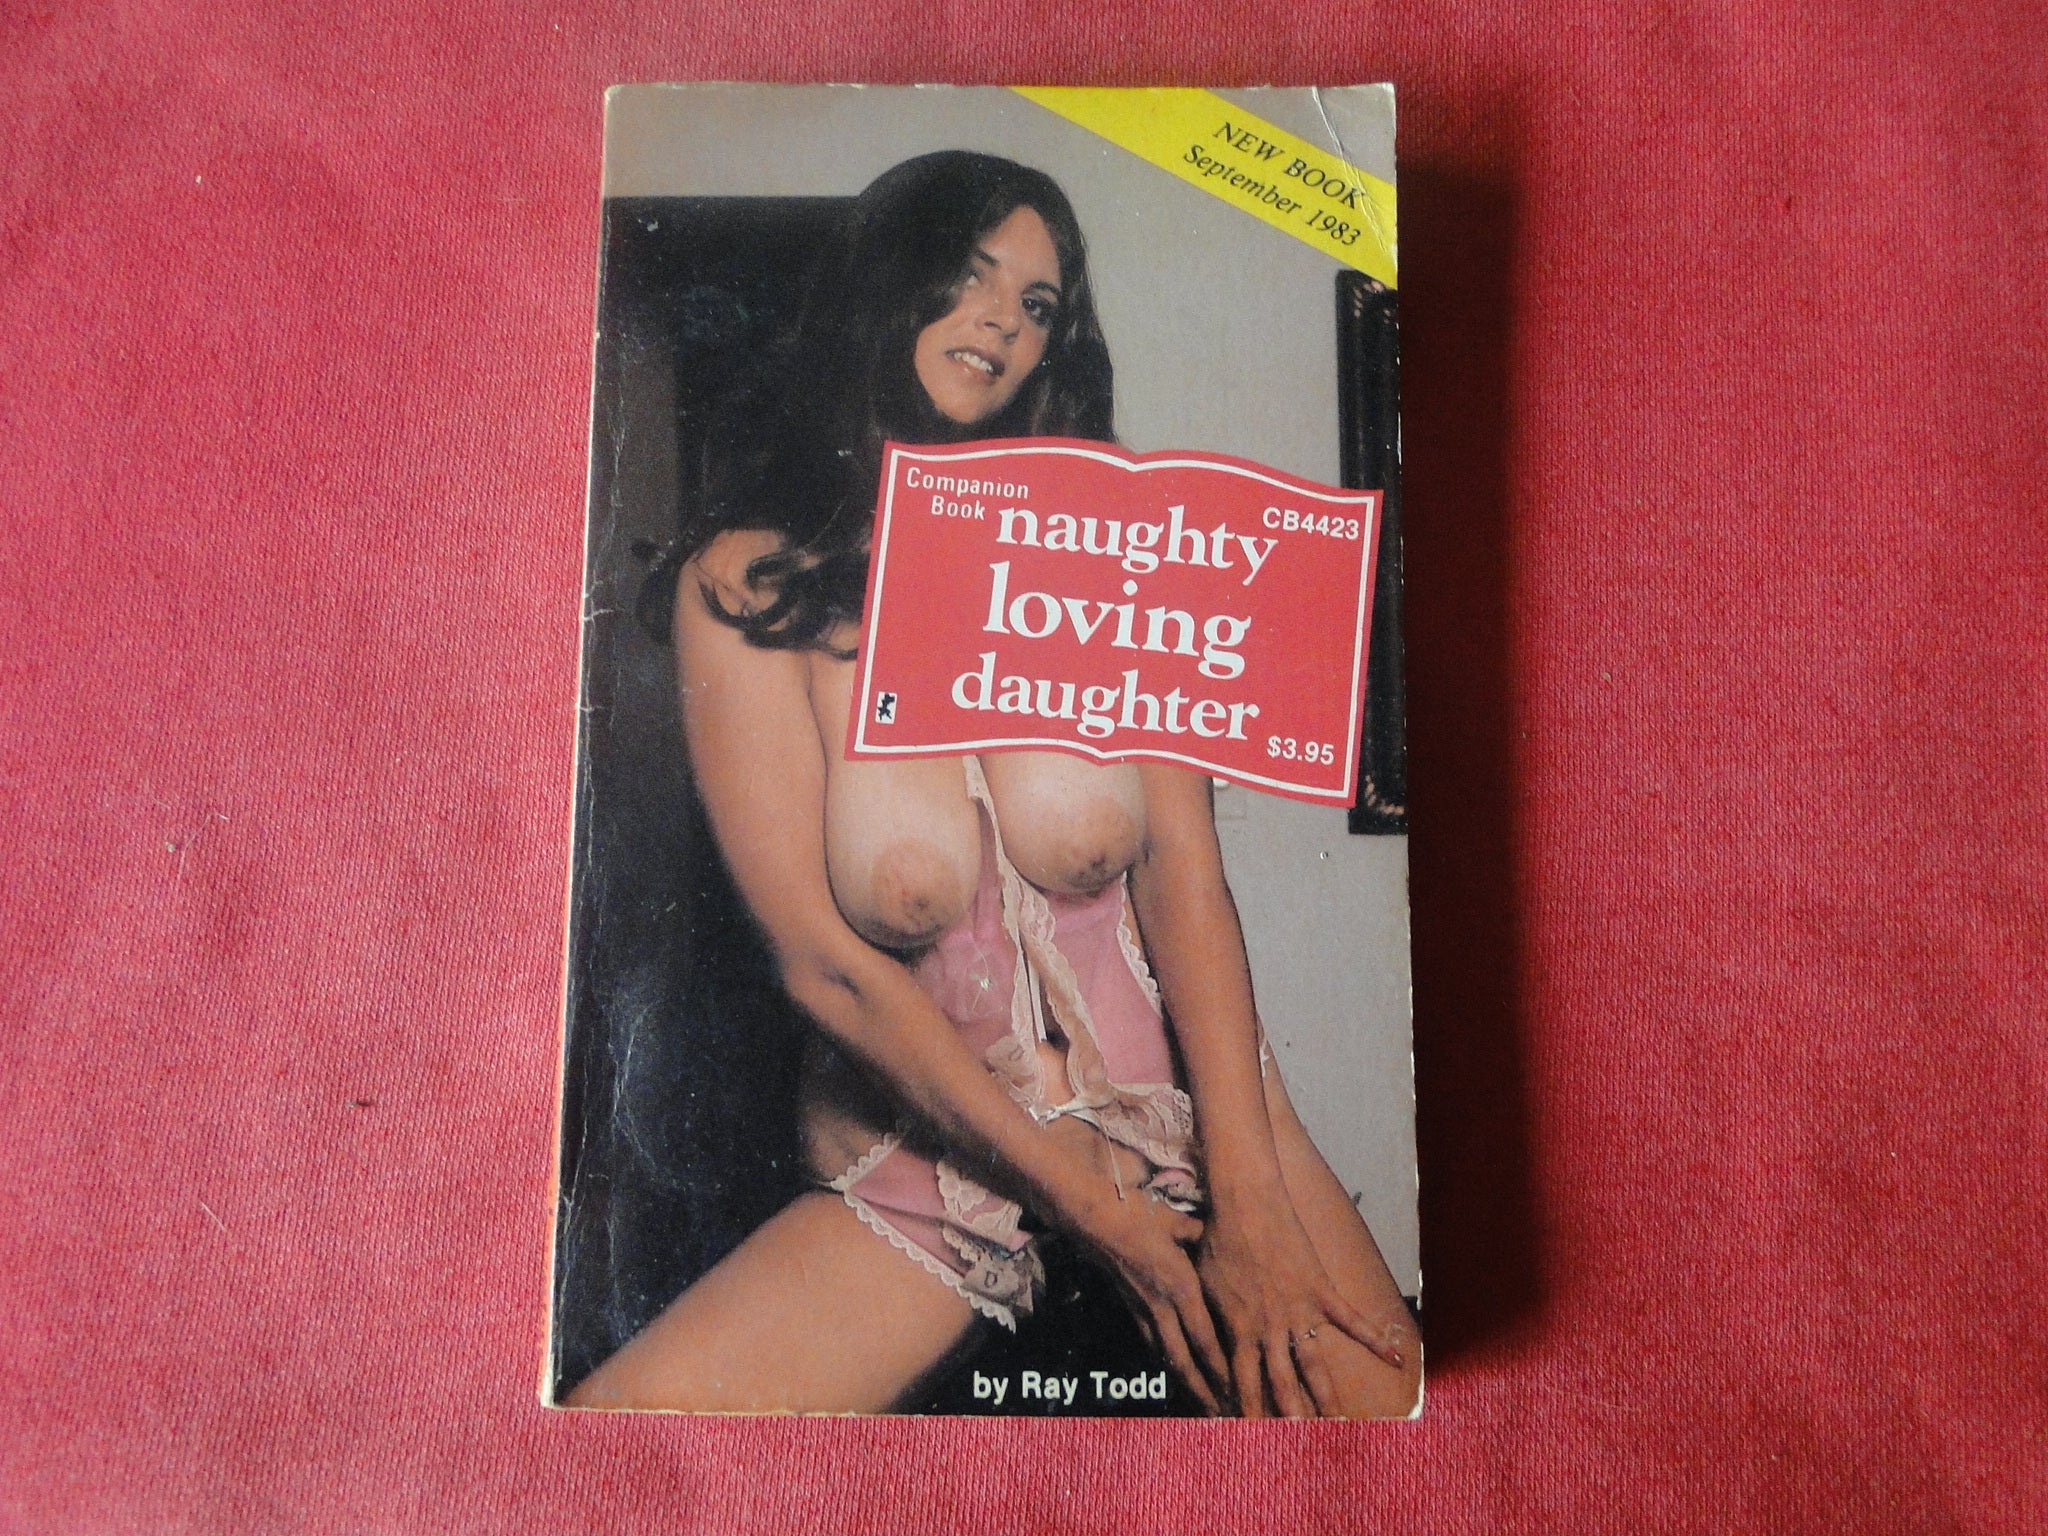 NEW BOOK
September 1983
Companion
Book
CB4423
naughty
loving
daughter
$3.95
by Ray Todd